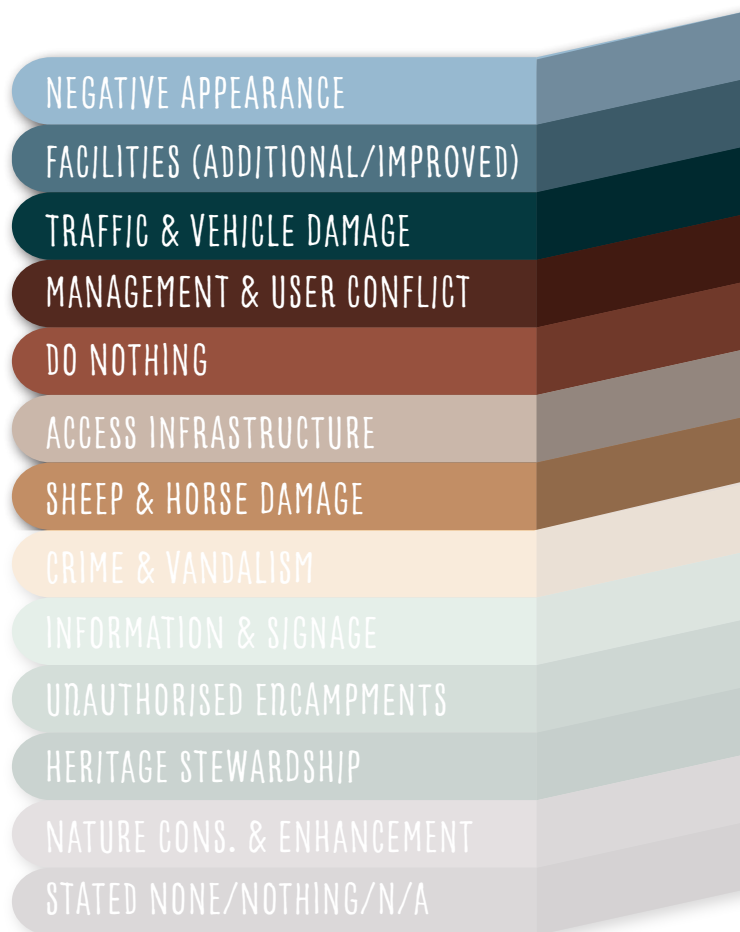 NEGATIVE APPEARANCE
FACILITIES (ADDITIONAL/IMPROVED)
TRAFFIC & VEHICLE DAMAGE
MANAGEMENT & USER CONFLICT
DO NOTHING
ACCESS INFRASTRUCTURE
SHEEP & HORSE DAMAGE
CRIME & VANDALISM
INFORMATION & SIGNAGE
UNAUTHORISED ENCAMPMENTS
HERITAGE STEWARDSHIP
NATURE CONS. & ENHANCEMENT
STATED NONE/NOTHING/N/A